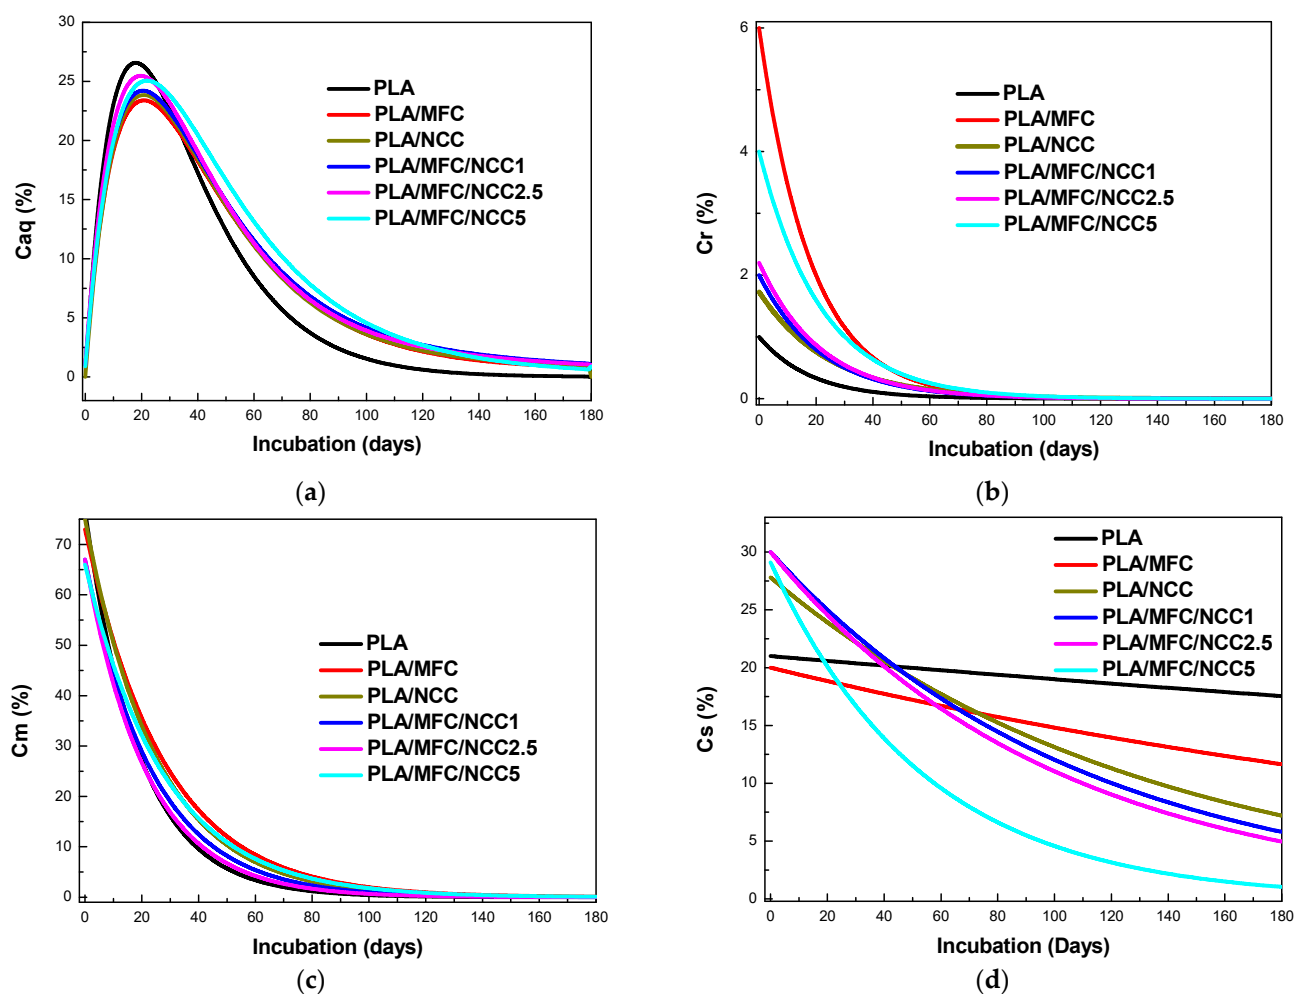 30
25
20
15
10
5
0
Caq (%)
PLA
PLA/MFC
PLA/NCC
PLA/MFC/NCC1
PLA/MFC/NCC2.5
PLA/MFC/NCC5
0 20 40 60 80 100 120 140 160 180
Incubation (days)
(a)
6
4
2
0
Cr (%)
PLA
PLA/MFC
PLA/NCC
PLA/MFC/NCC1
PLA/MFC/NCC2.5
PLA/MFC/NCC5
0 20 40 60 80 100 120 140 160 180
Incubation (days)
(b)
70
60
50
40
30
20
10
0
Cm (%)
PLA
PLA/MFC
PLA/NCC
PLA/MFC/NCC1
PLA/MFC/NCC2.5
PLA/MFC/NCC5
0 20 40 60 80 100 120 140 160 180
Incubation (days)
(c)
30
25
20
15
10
5
0
Cs (%)
PLA
PLA/MFC
PLA/NCC
PLA/MFC/NCC1
PLA/MFC/NCC2.5
PLA/MFC/NCC5
0 20 40 60 80 100 120 140 160 180
Incubation (Days)
(d)